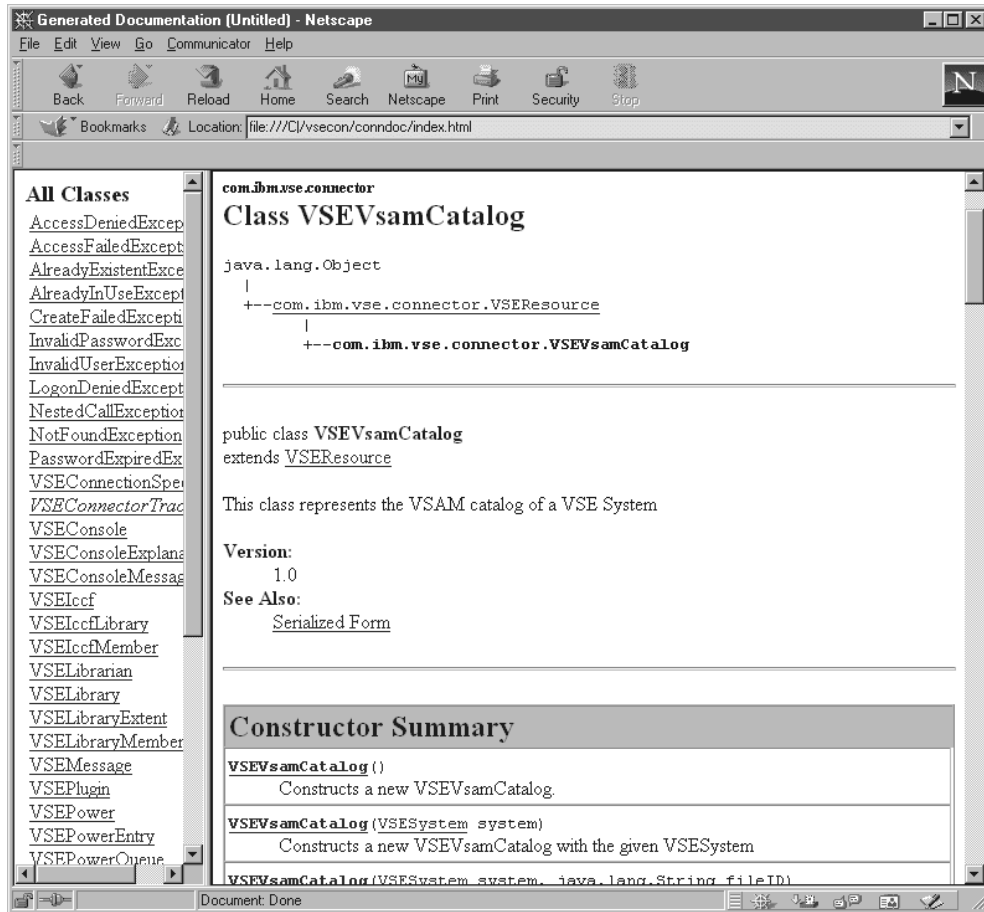 Generated Documentation (Untitled) - Netscape
File Edit View Go Communicator Help
Back Forward Reload Home Search Netscape Print Security Stop
My
N
Bookmarks Location: file:///C|/vsecon/conndoc/index.html
All Classes
AccessDeniedExcep
AccessFailedExcept
AlreadyExistentExce
AlreadyInUseExcept
CreateFailedExcepti
InvalidPasswordExc
InvalidUserException
LogonDeniedExcept
NestedCallException
NotFoundException
PasswordExpiredEx
VSEConnectionSpe
VSEConnectorTrac
VSEConsole
VSEConsoleExplana
VSEConsoleMessag
VSEIccf
VSEIccfLibrary
VSEIccfMember
VSELibrarian
VSELibrary
VSELibraryExtent
VSELibraryMember
VSEMessage
VSEPlugin
VSEPower
VSEPowerEntry
VSEPowerQueue
com.ibm.vse.connector
Class VSEVsamCatalog
java.lang.Object
|
+--com.ibm.vse.connector.VSEResource
|
+--com.ibm.vse.connector.VSEVsamCatalog
public class VSEVsamCatalog
extends VSEResource
This class represents the VSAM catalog of a VSE System
Version:
1.0
See Also:
Serialized Form
Constructor Summary
VSEVsamCatalog()
Constructs a new VSEVsamCatalog.
VSEVsamCatalog(VSESystem system)
Constructs a new VSEVsamCatalog with the given VSESystem
VSEVsamCatalog(VSESystem system, java.lang.String fileID)
Document: Done